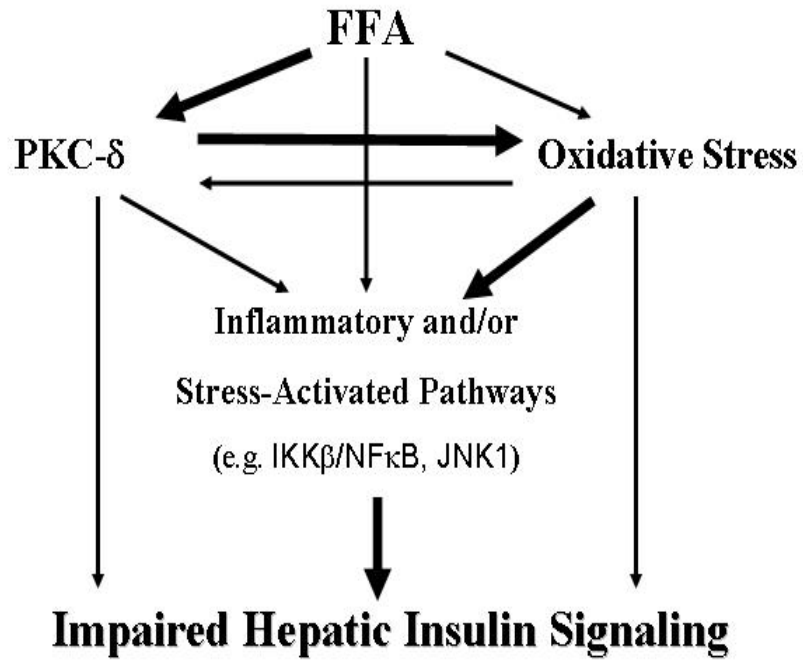 FFA
PKC-δ
Oxidative Stress
Inflammatory and/or
Stress-Activated Pathways
(e.g. IKKβ/NFκB, JNK1)
Impaired Hepatic Insulin Signaling